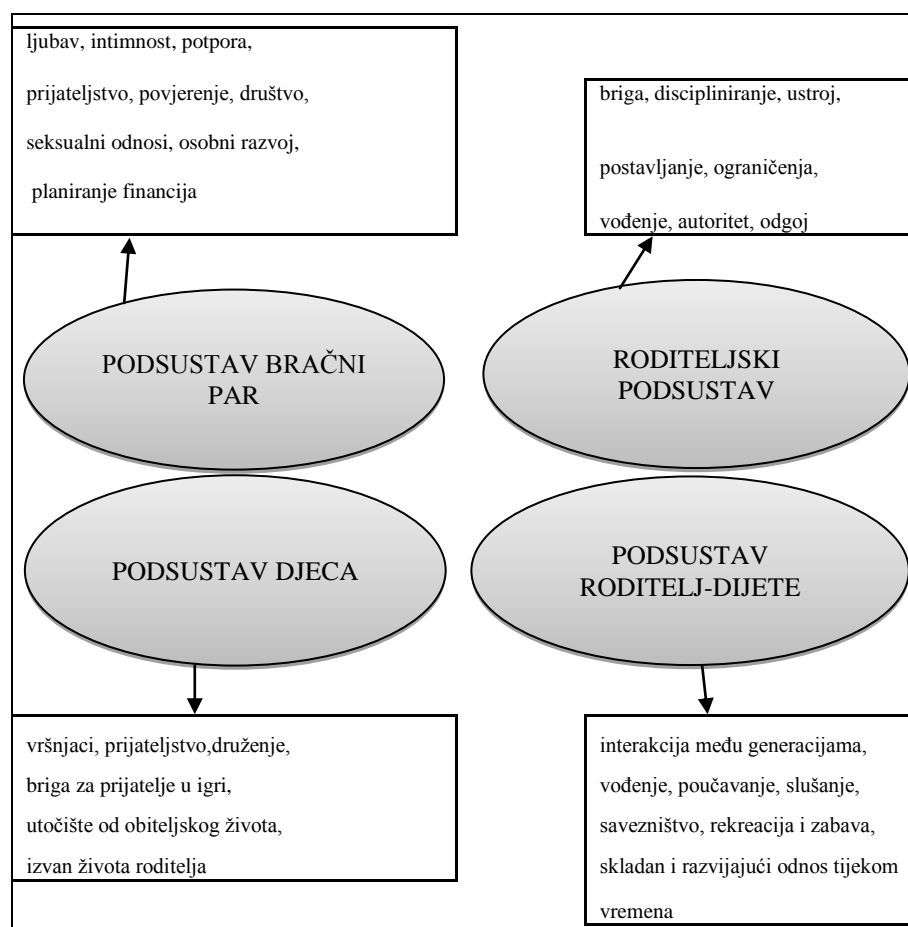 ljubav, intimnost, potpora,
prijateljstvo, povjerenje, društvo,
seksualni odnosi, osobni razvoj,
planiranje financija
briga, discipliniranje, ustroj,
postavljanje, ograničenja,
vođenje, autoritet, odgoj
PODSUSTAV BRAČNI
PAR
RODITELJSKI
PODSUSTAV
PODSUSTAV DJECA
PODSUSTAV
RODITELJ-DIJETE
vršnjaci, prijateljstvo,druženje,
briga za prijatelje u igri,
utočište od obiteljskog života,
izvan života roditelja
interakcija među generacijama,
vođenje, poučavanje, slušanje,
savezništvo, rekreacija i zabava,
skladan i razvijajući odnos tijekom
vremena